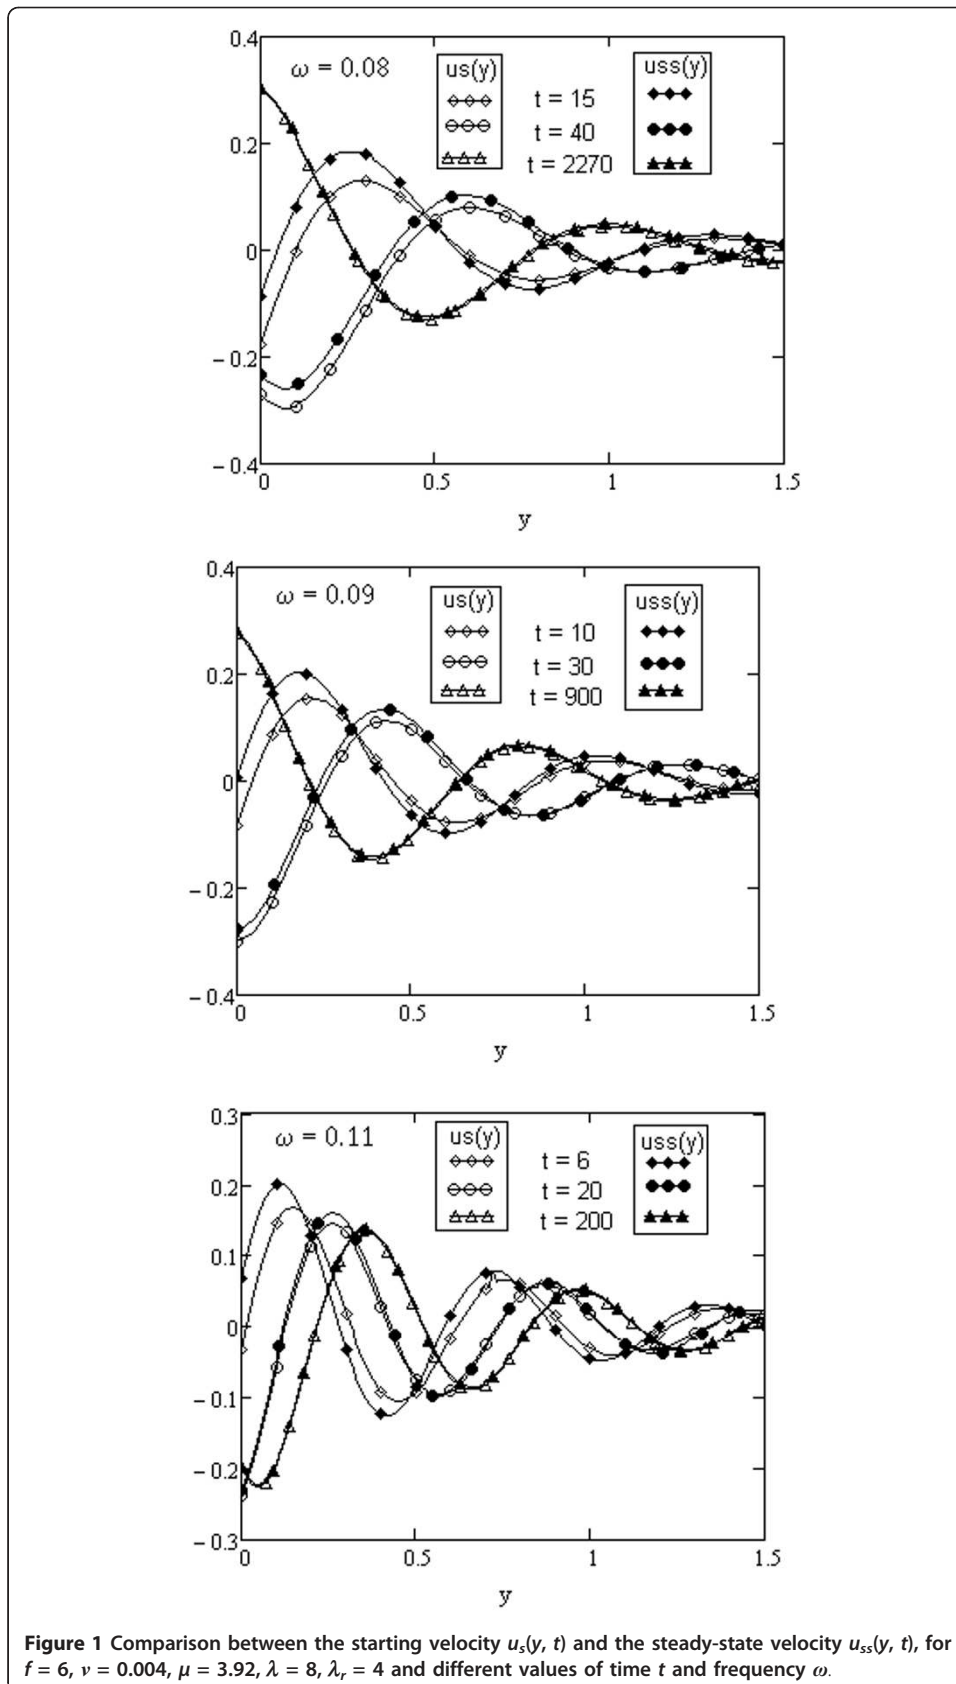 0.4
ω = 0.08
us(y)
uss(y)
t = 15
t = 40
t = 2270
0.2
0
− 0.2
− 0.4
0
0.5
1
1.5
y
0.4
ω = 0.09
us(y)
uss(y)
t = 10
t = 30
t = 900
0.2
0
− 0.2
− 0.4
0
0.5
1
1.5
y
0.3
ω = 0.11
us(y)
uss(y)
t = 6
t = 20
t = 200
0.2
0.1
0
− 0.1
− 0.2
− 0.3
0
0.5
1
1.5
y
Figure 1 Comparison between the starting velocity us(y, t) and the steady-state velocity uss(y, t), for
f = 6, ν = 0.004, μ = 3.92, λ = 8, λr = 4 and different values of time t and frequency ω.